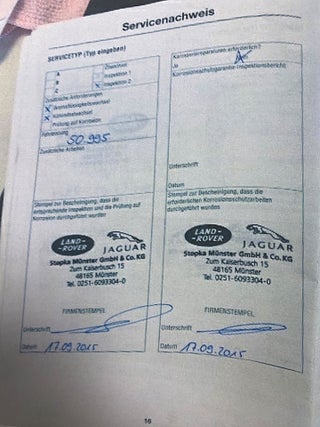 Servicenachweis
SERVICETYP (Typ eingeben)
A
B
C
Zwischen
Inspektion 1
Inspektion 2
Zusätzliche Anforderungen
Bremsflüssigkeitswechsel
Kühlmittelwechsel
Prüfung auf Korrosion
Fahrleistung
50.995
Zusätzliche Arbeiten
Stempel zur Bescheinigung, dass die
entsprechende Inspektion und die Prüfung auf
Korrosion durchgeführt wurden
LAND-
ROVER
JAGUAR
Stopka Münster GmbH & Co. KG
Zum Kaiserbusch 15
48165 Münster
Tel. 0251-6093304-0
FIRMENSTEMPEL
Unterschrift
Datum 17.09.2015
Korrosionsreparaturen erforderlich?
Ja
Korrosionsschutzgarantie-Inspektionsbericht
Unterschrift
Datum
Stempel zur Bescheinigung, dass die
erforderlichen Korrosionsschutzarbeiten
durchgeführt wurden
LAND-
ROVER
JAGUAR
Stopka Münster GmbH & Co. KG
Zum Kaiserbusch 15
48165 Münster
Tel. 0251-6093304-0
FIRMENSTEMPEL
Unterschrift
Datum 17.09.2015
16